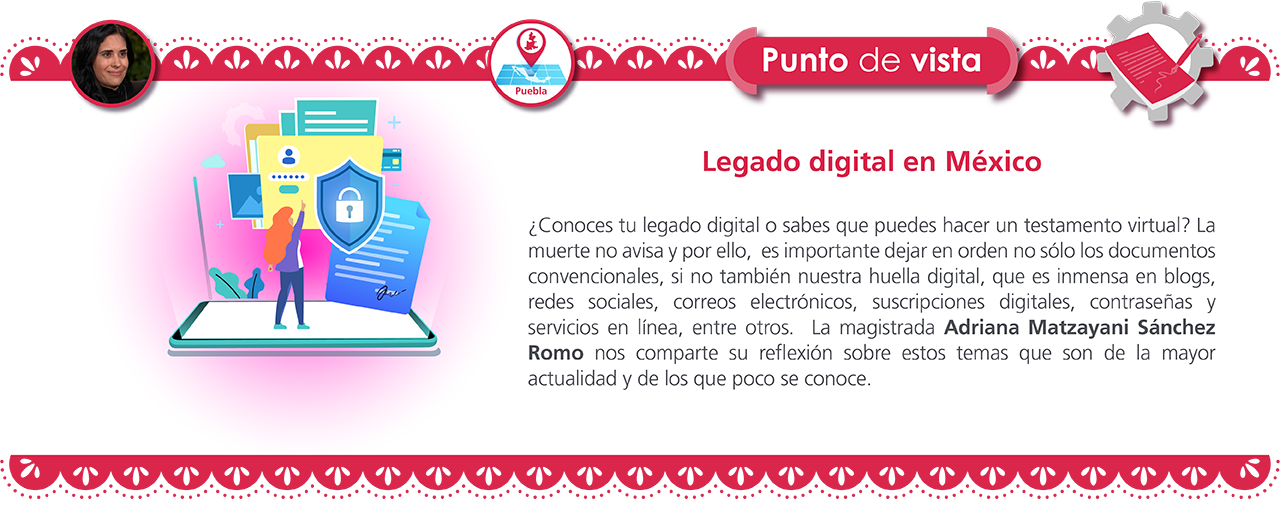 Puebla
Punto de vista
Legado digital en México
¿Conoces tu legado digital o sabes que puedes hacer un testamento virtual? La
muerte no avisa y por ello, es importante dejar en orden no sólo los documentos
convencionales, si no también nuestra huella digital, que es inmensa en blogs,
redes sociales, correos electrónicos, suscripciones digitales, contraseñas y
servicios en línea, entre otros. La magistrada Adriana Matzayani Sánchez
Romo nos comparte su reflexión sobre estos temas que son de la mayor
actualidad y de los que poco se conoce.